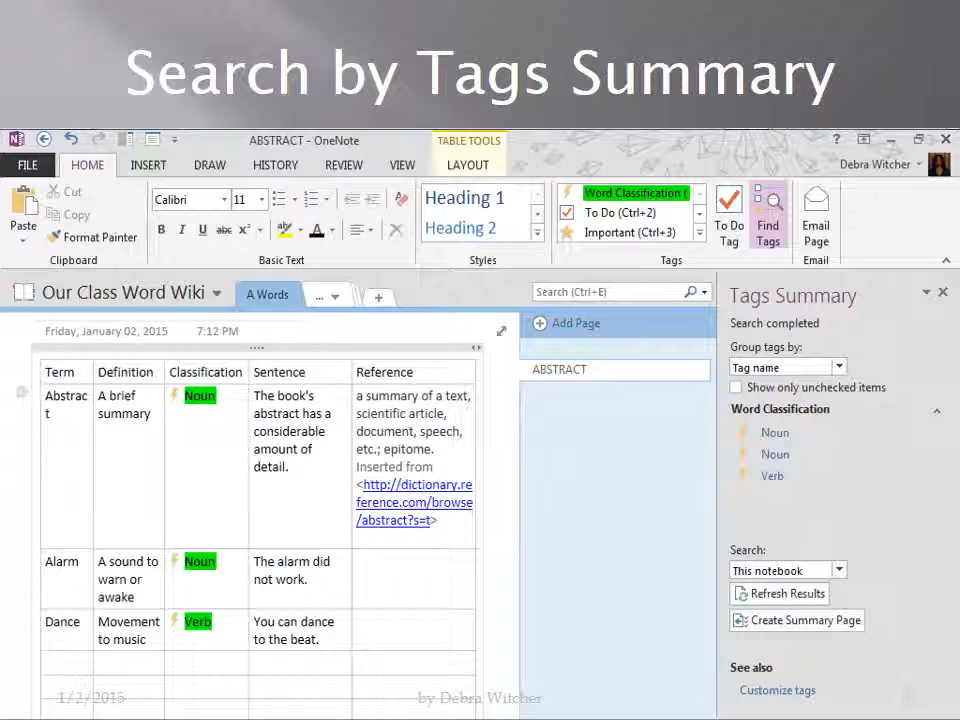 Search by Tags Summary
ABSTRACT - OneNote
TABLE TOOLS
?
FILE
HOME
INSERT
DRAW
HISTORY
REVIEW
VIEW
LAYOUT
Debra Witcher
Paste
Cut
Copy
Format Painter
Clipboard
Calibri
11
B I U abc x² A
Basic Text
Heading 1
Heading 2
Styles
Word Classification (
To Do (Ctrl+2)
Important (Ctrl+3)
To Do
Tag
Find
Tags
Tags
Email
Page
Email
Our Class Word Wiki
A Words
...
+
Search (Ctrl+E)
Friday, January 02, 2015 7:12 PM
Term Definition Classification Sentence Reference
Abstrac
t
A brief
summary
Noun
The book's
abstract has a
considerable
amount of
detail.
a summary of a text,
scientific article,
document, speech,
etc.; epitome.
Inserted from
<http://dictionary.re
ference.com/browse
/abstract?s=t>
Alarm
A sound to
warn or
awake
Noun
The alarm did
not work.
Dance
Movement
to music
Verb
You can dance
to the beat.
Add Page
ABSTRACT
Tags Summary
Search completed
Group tags by:
Tag name
Show only unchecked items
Word Classification
Noun
Noun
Verb
Search:
This notebook
Refresh Results
Create Summary Page
See also
Customize tags
1/2/2015
by Debra Witcher